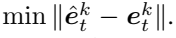 min ‖ê_t^k − e_t^k‖.